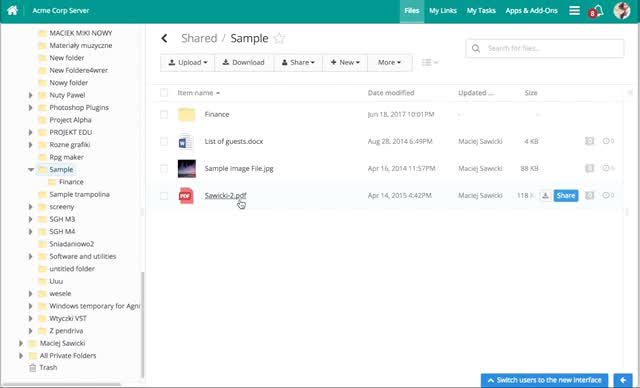 Acme Corp Server
Files
My Links
My Tasks
Apps & Add-Ons
8
MACIEK MIKI NOWY
Materiały muzyczne
New folder
New Foldere4wrer
Nowy folder
Nuty Pawel
Photoshop Plugins
Project Alpha
PROJEKT EDU
Rozne grafiki
Rpg maker
Sample
Finance
Sample trampolina
screeny
SGH M3
SGH M4
Sniadaniowo2
Software and utilities
untitled folder
Uuu
wesele
Windows temporary for Agni
Wtyczki VST
Z pendriva
Maciej Sawicki
All Private Folders
Trash
Shared / Sample
Search for files..
Upload
Download
Share
New
More
Item name
Date modified
Updated ...
Size
Finance
Jun 18, 2017 10:01PM
-
-
List of guests.docx
Aug 28, 2014 6:49PM
Maciej Sawicki
4 KB
0
Sample Image File.jpg
Apr 16, 2014 11:57PM
Maciej Sawicki
88 KB
0
PDF
Sawicki-2.pdf
Apr 14, 2015 4:42PM
Maciej Sawicki
118 K
Share
0
Switch users to the new interface